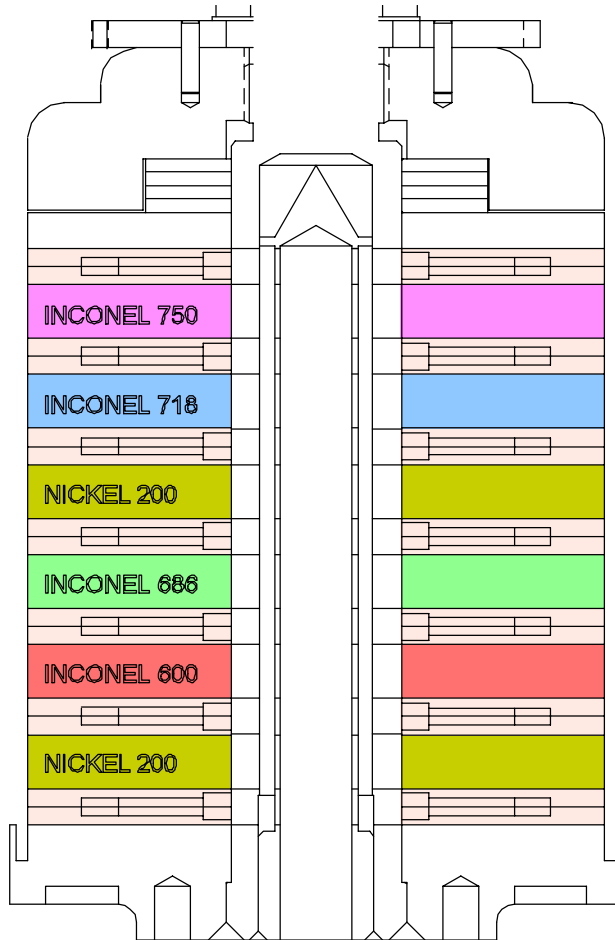 INCONEL 750
INCONEL 718
NICKEL 200
INCONEL 686
INCONEL 600
NICKEL 200